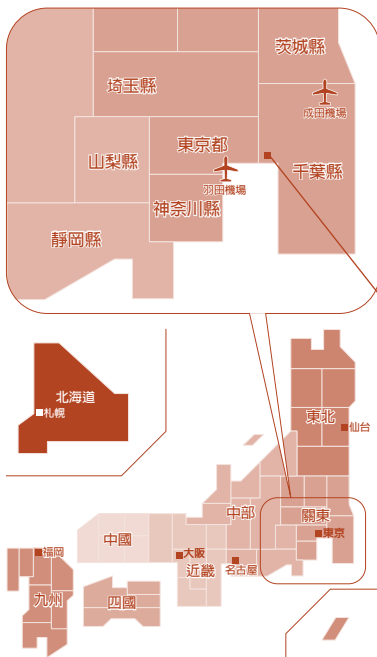 茨城縣
埼玉縣
成田機場
東京都
山梨縣
千葉縣
羽田機場
神奈川縣
靜岡縣
北海道
札幌
東北
仙台
中部
關東
東京
中國
大阪
福岡
近畿
名古屋
九州
四國